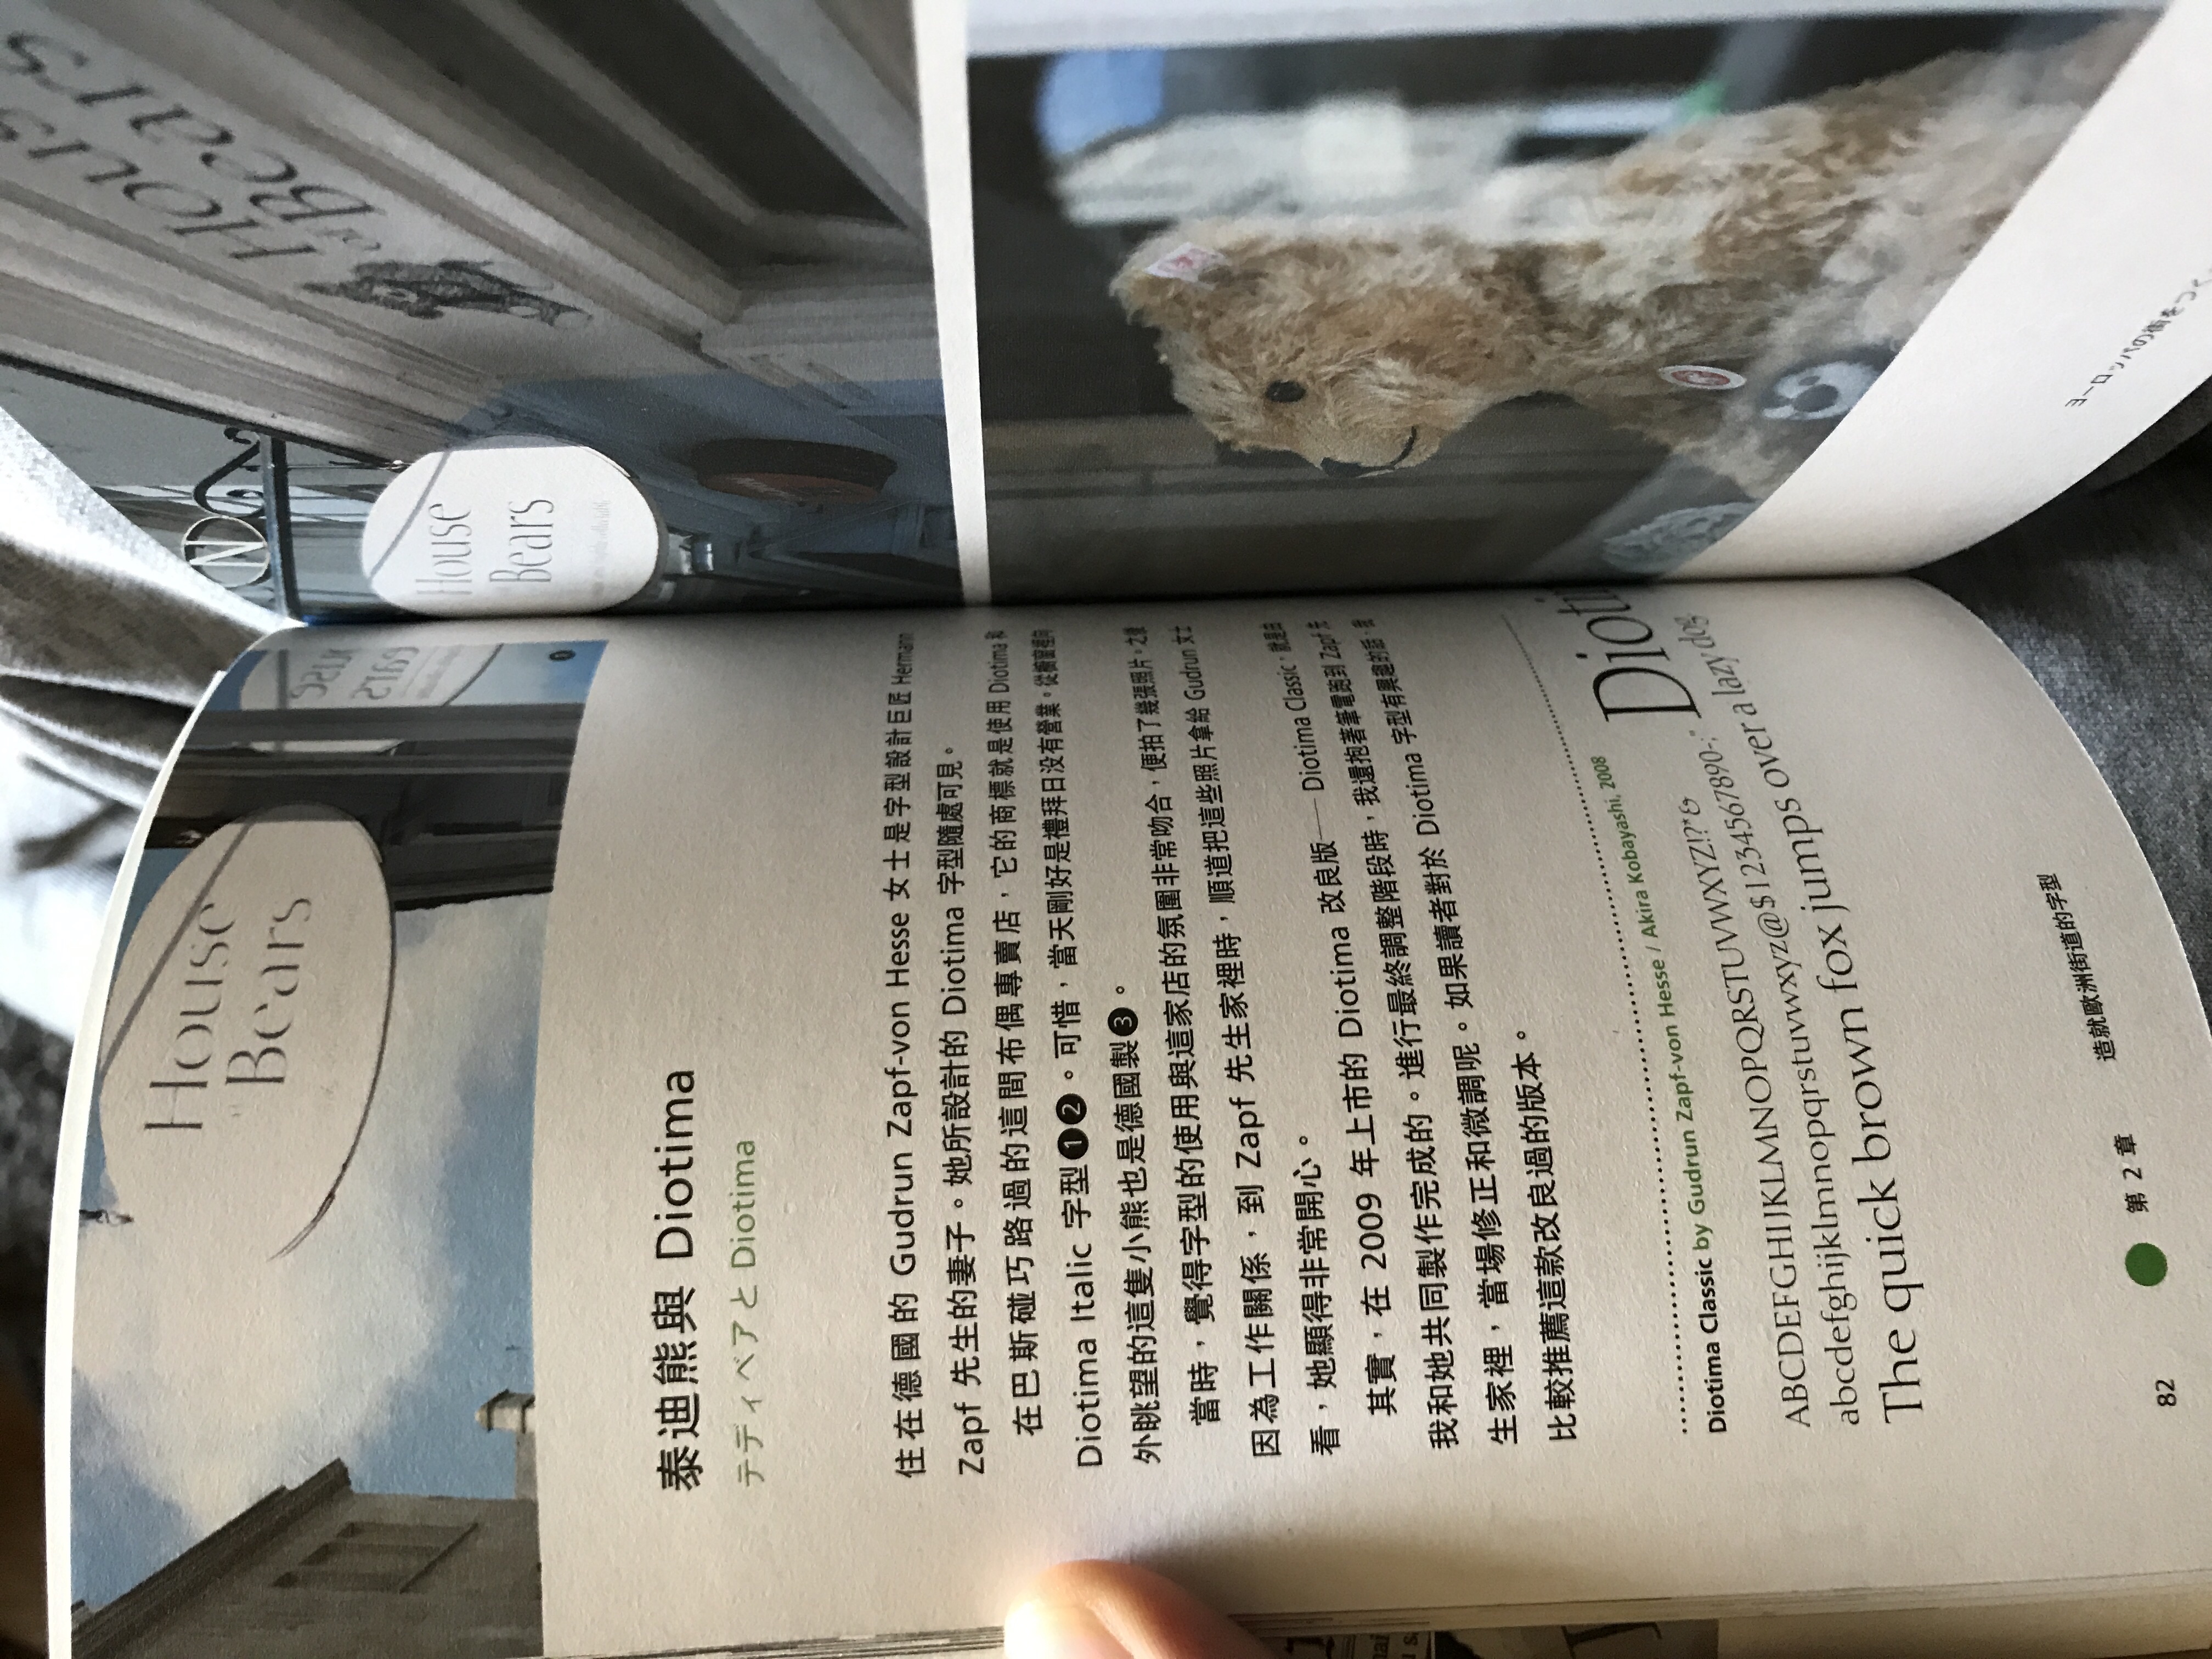 House
of
Bears
use
ears
1
泰迪熊與 Diotima
テディベアと Diotima
住在德國的 Gudrun Zapf-von Hesse 女士是字型設計巨匠 Hermann
Zapf 先生的妻子。她所設計的 Diotima 字型隨處可見。
在巴斯碰巧路過的這間布偶專賣店，它的商標就是使用 Diotima 和
Diotima Italic 字型❶❷。可惜，當天剛好是禮拜日沒有營業。從櫥窗裡向
外眺望的這隻小熊也是德國製❸。
當時，覺得字型的使用與這家店的氛圍非常吻合，便拍了幾張照片。之後
因為工作關係，到 Zapf 先生家裡時，順道把這些照片拿給 Gudrun 女士
看，她顯得非常開心。
其實，在 2009 年上市的 Diotima 改良版── Diotima Classic，就是由
我和她共同製作完成的。進行最終調整階段時，我還抱著筆電跑到 Zapf 先
生家裡，當場修正和微調呢。如果讀者對於 Diotima 字型有興趣的話，我
比較推薦這款改良過的版本。
Diotima Classic by Gudrun Zapf-von Hesse / Akira Kobayashi, 2008
ABCDEFGHIJKLMNOPQRSTUVWXYZ!?*&
abcdefghijklmnopqrstuvwxyz@$1234567890-;"
The quick brown fox jumps over a lazy dog
Dioti
82
第 2 章
造就歐洲街道的字型
N
House
Bears
Hous
of
Bears
ヨーロッパの街をつく